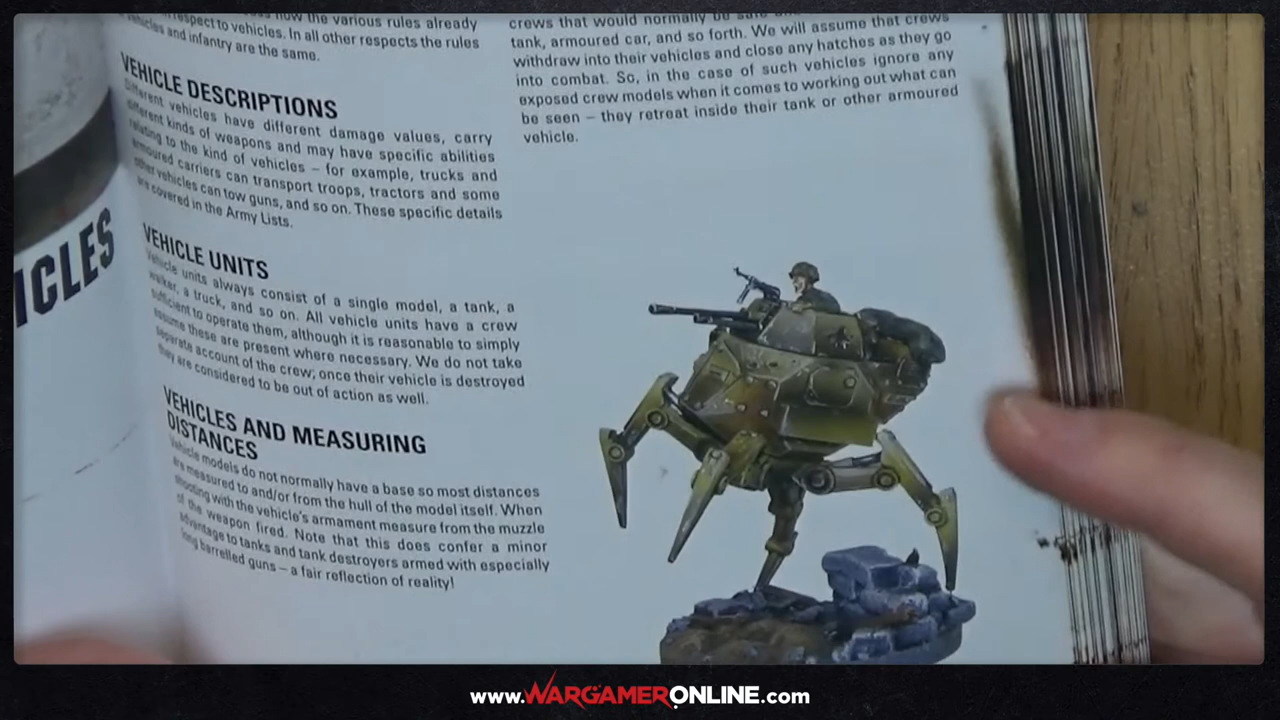 how the various rules already
respect to vehicles. In all other respects the rules
vehicles and infantry are the same.
VEHICLE DESCRIPTIONS
Different vehicles have different damage values, carry
different kinds of weapons and may have specific abilities
relating to the kind of vehicles – for example, trucks and
armoured carriers can transport troops, tractors and some
other vehicles can tow guns, and so on. These specific details
are covered in the Army Lists.
VEHICLE UNITS
Vehicle units always consist of a single model, a tank, a
walker, a truck, and so on. All vehicle units have a crew
sufficient to operate them, although it is reasonable to simply
assume these are present where necessary. We do not take
separate account of the crew; once their vehicle is destroyed
they are considered to be out of action as well.
VEHICLES AND MEASURING
DISTANCES
Vehicle models do not normally have a base so most distances
are measured to and/or from the hull of the model itself. When
shooting with the vehicle's armament measure from the muzzle
of the weapon fired. Note that this does confer a minor
advantage to tanks and tank destroyers armed with especially
long barrelled guns – a fair reflection of reality!
crews that would normally be safe
tank, armoured car, and so forth. We will assume that crews
withdraw into their vehicles and close any hatches as they go
into combat. So, in the case of such vehicles ignore any
exposed crew models when it comes to working out what can
be seen – they retreat inside their tank or other armoured
vehicle.
ICLES
www.WARGAMERONLINE.com